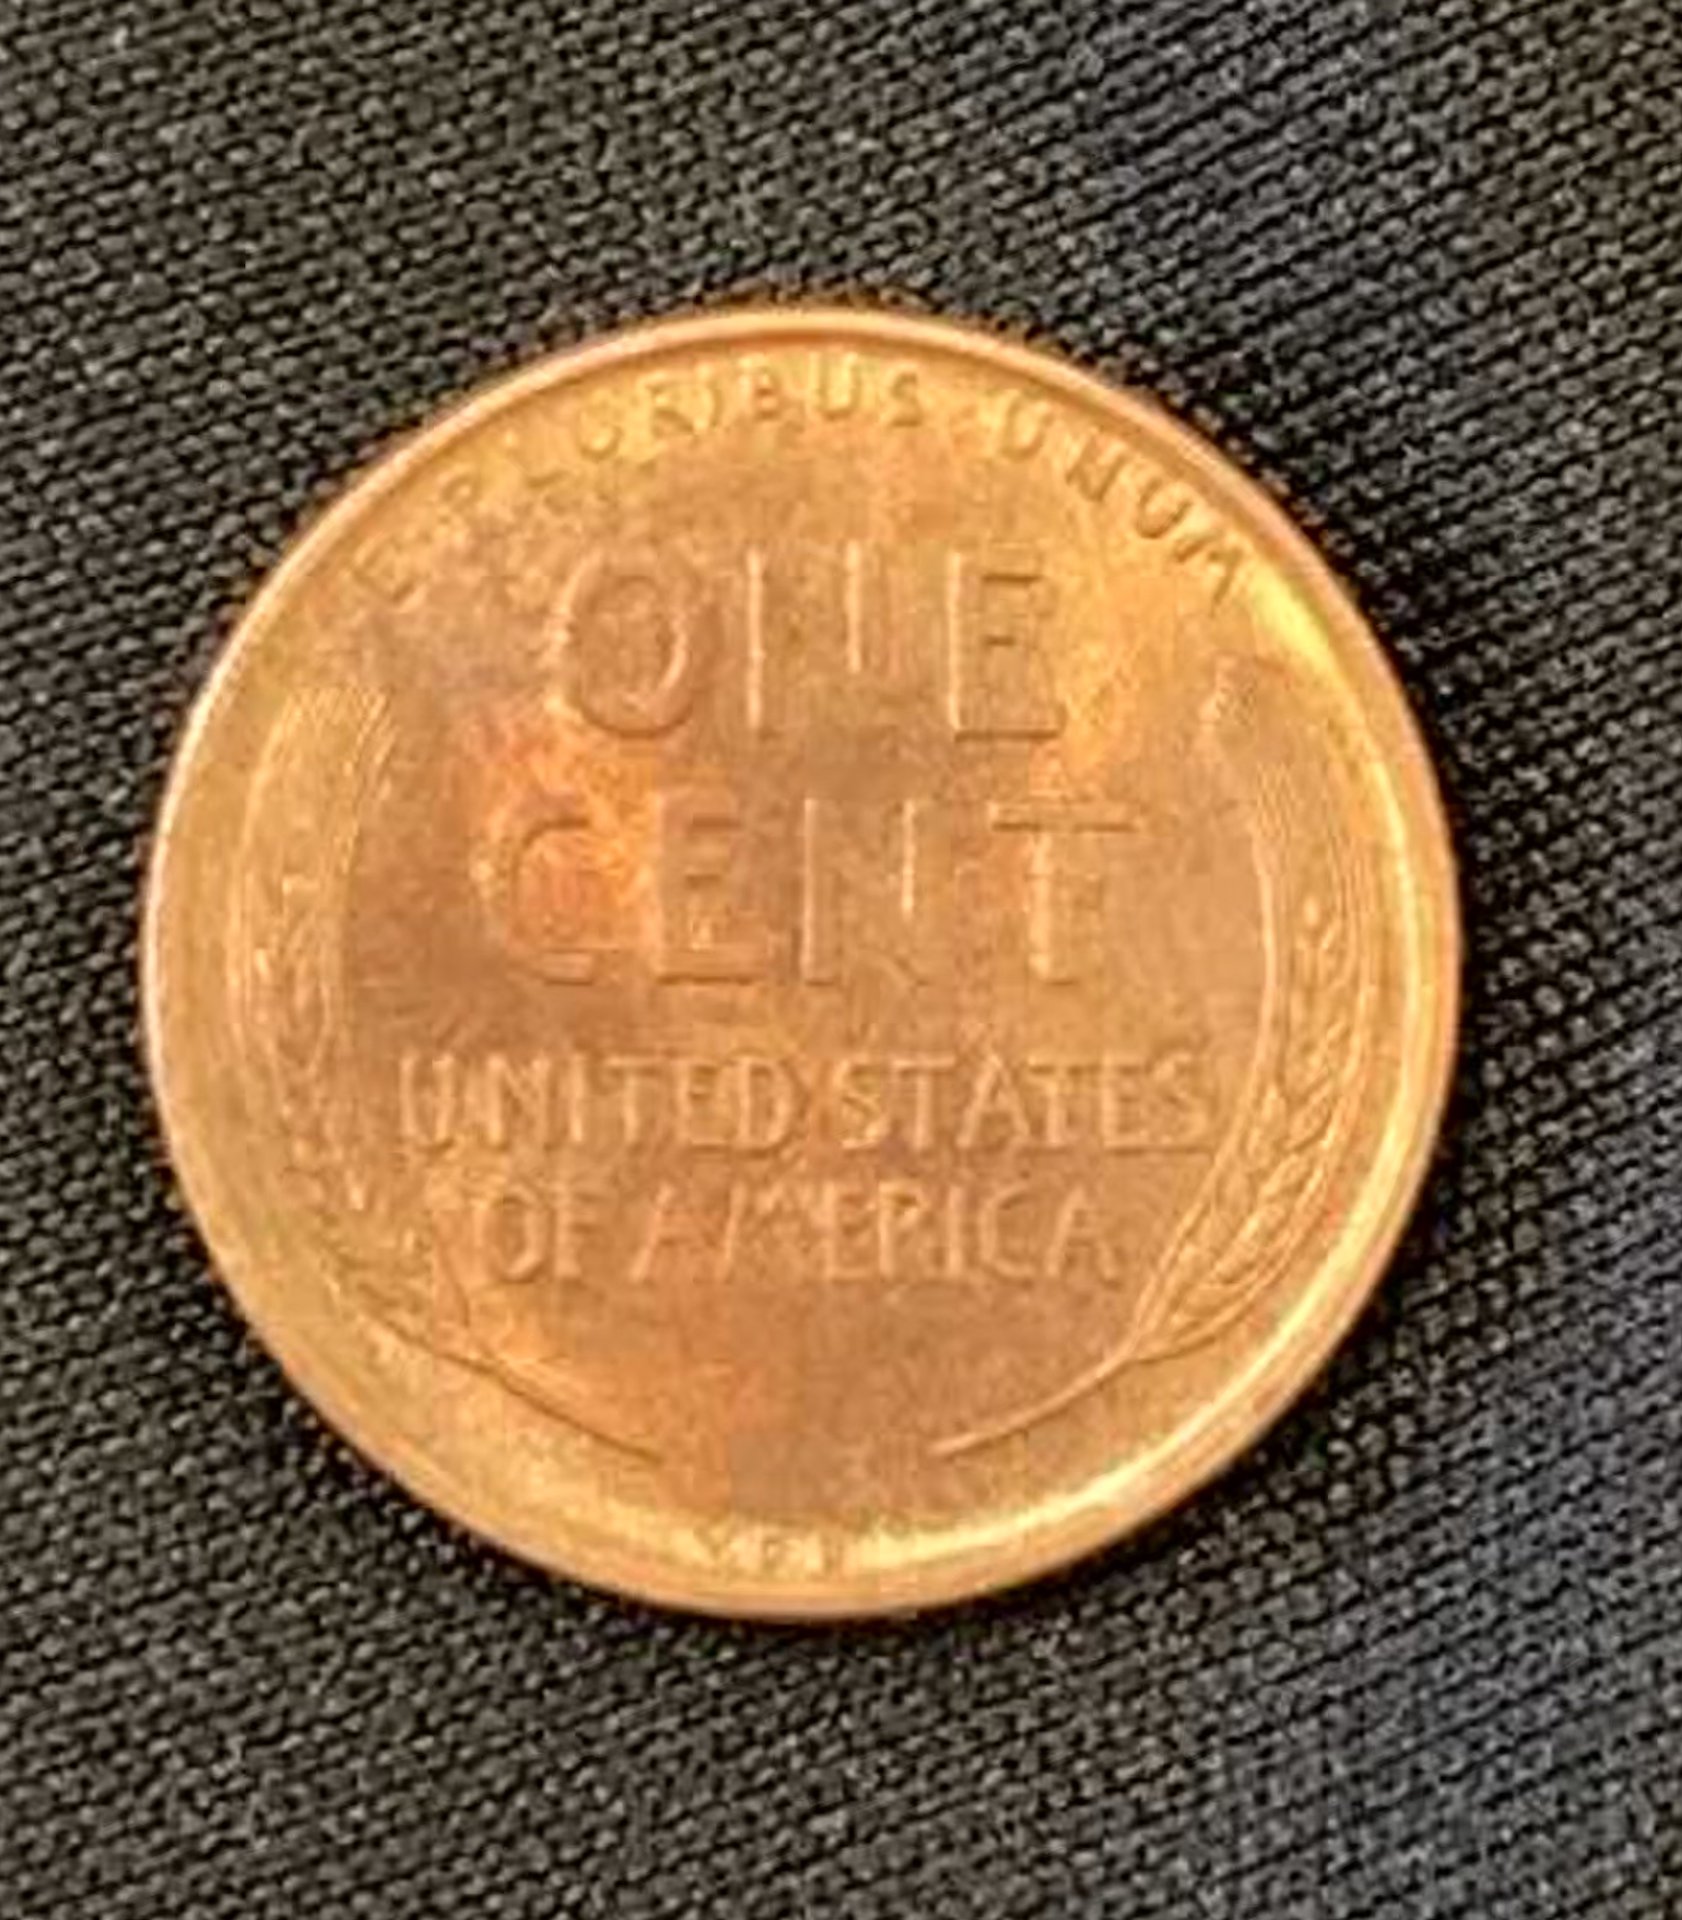 E·PLURIBUS·UNUM
ONE
CENT
UNITED STATES
OF AMERICA